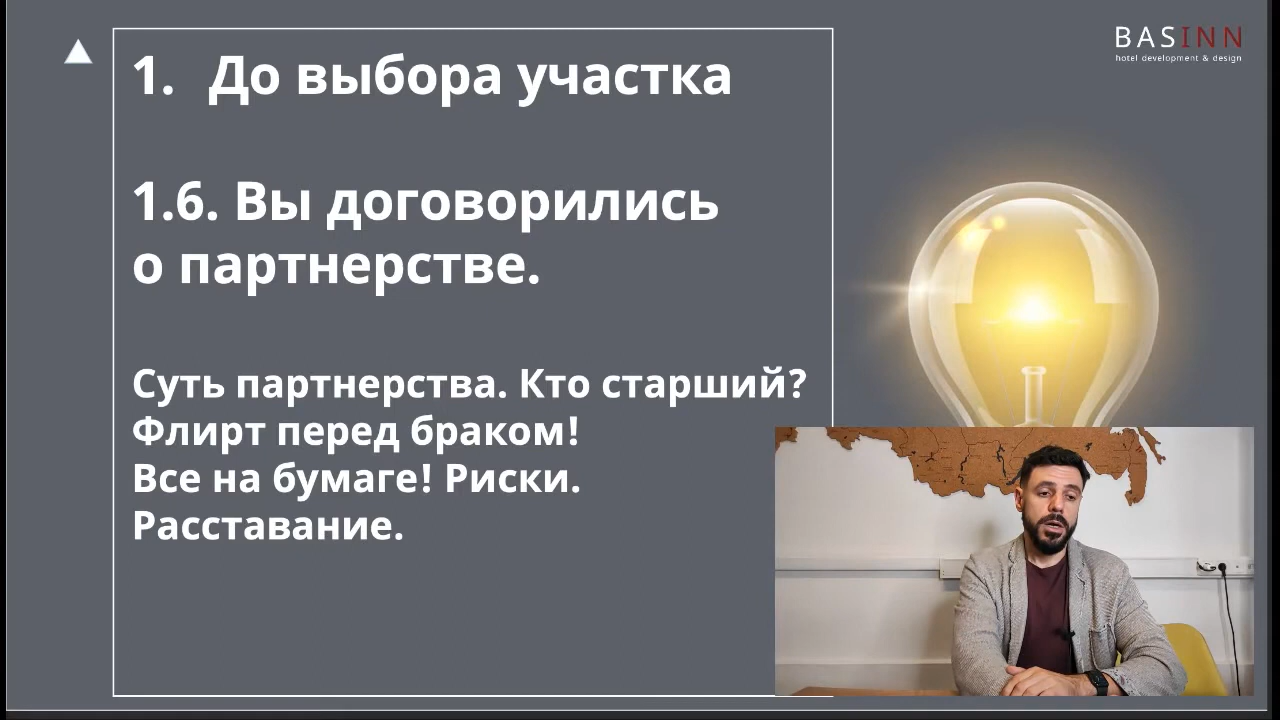 BASINN
hotel development & design
1. До выбора участка
1.6. Вы договорились
о партнерстве.
Суть партнерства. Кто старший?
Флирт перед браком!
Все на бумаге! Риски.
Расставание.